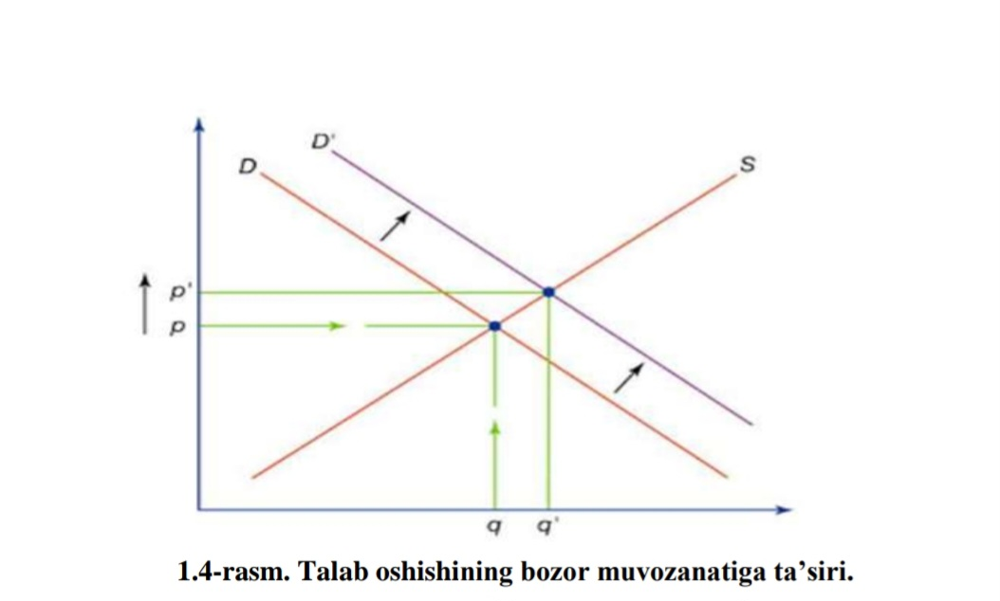 D'
D
S
p'
p
q q'
1.4-rasm. Talab oshishining bozor muvozanatiga ta’siri.